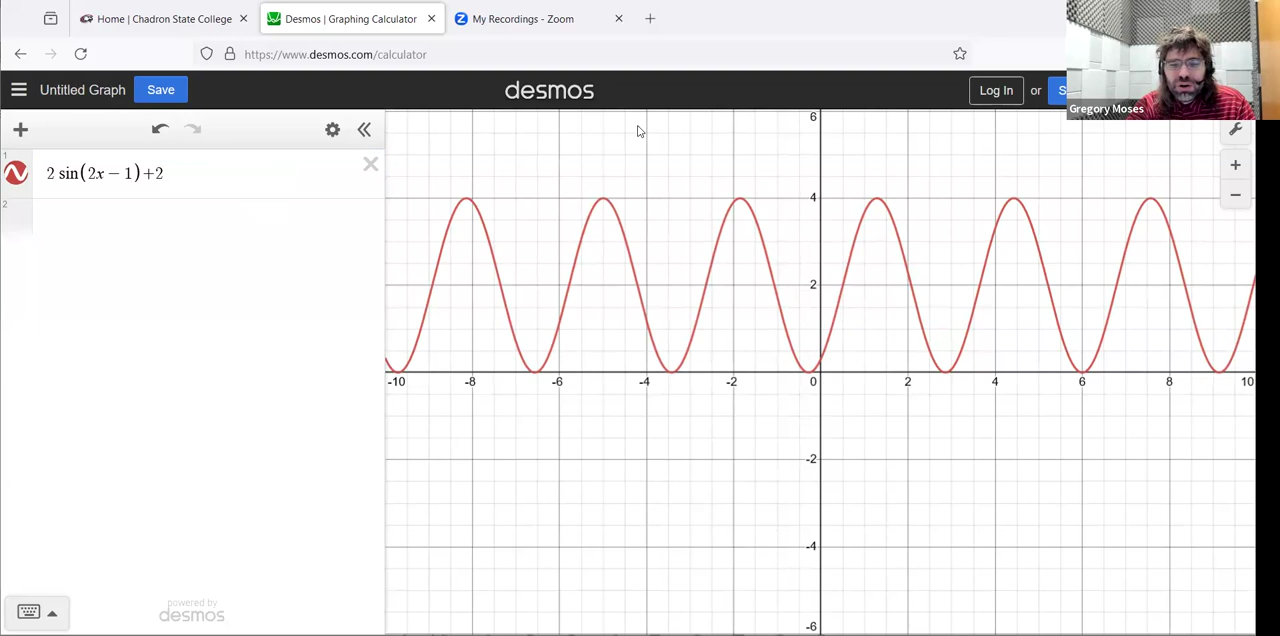 Home | Chadron State College
Desmos | Graphing Calculator
My Recordings - Zoom
https://www.desmos.com/calculator
Untitled Graph
Save
desmos
Log In
or
S
Gregory Moses
1
2 sin(2x − 1)+2
2
6
4
2
-10
-8
-6
-4
-2
0
2
4
6
8
10
-2
-4
-6
powered by
desmos